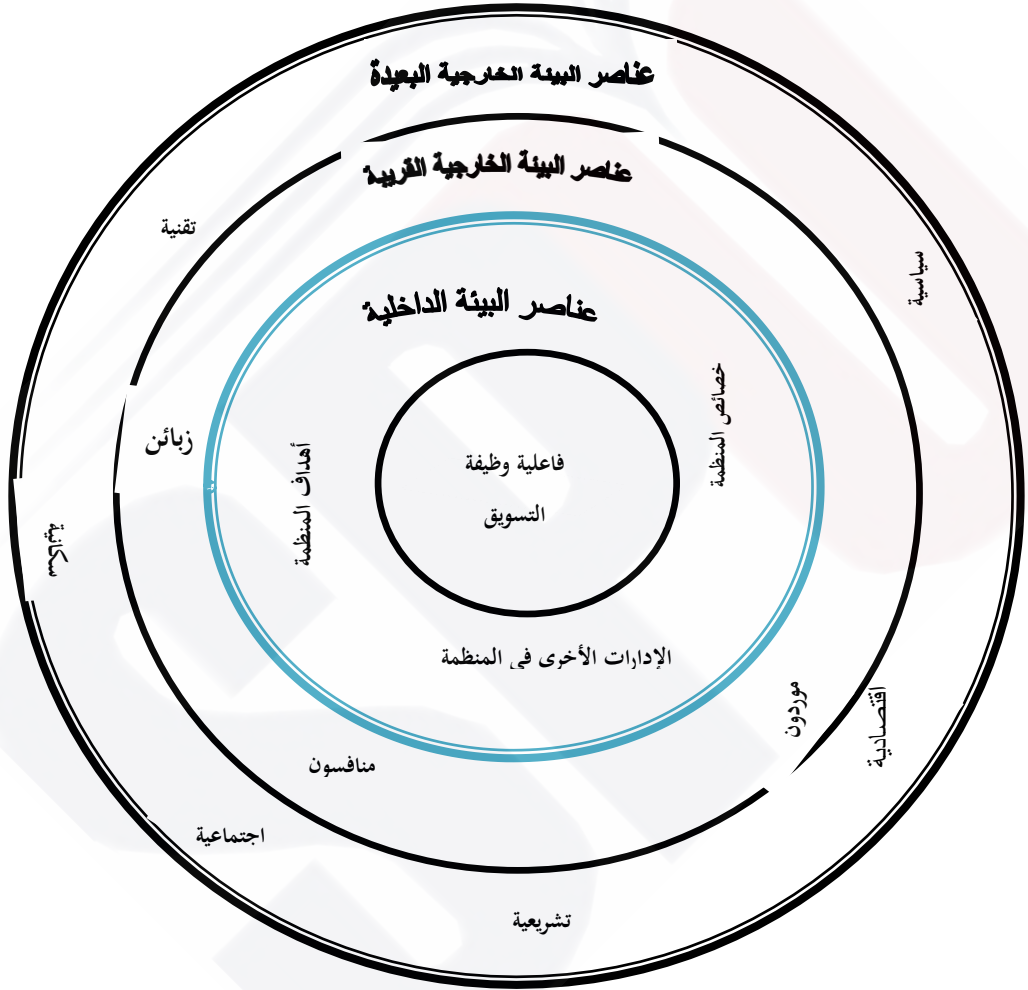 عناصر البيئة الخارجية البعيدة
عناصر البيئة الخارجية القريبة
تقنية
سياسية
عناصر البيئة الداخلية
خصائص المنظمة
زبائن
أهداف المنظمة
فاعلية وظيفة
التسويق
سكانية
الإدارات الأخرى في المنظمة
موردون
اقتصادية
منافسون
اجتماعية
تشريعية